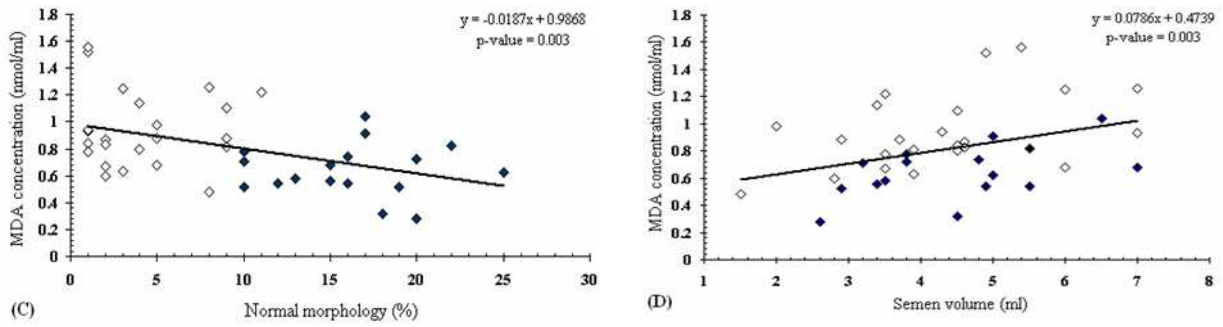 y = -0.0187x + 0.9868
p-value = 0.003
MDA concentration (nmol/ml)
1.8
1.6
1.4
1.2
1
0.8
0.6
0.4
0.2
0
0 5 10 15 20 25 30
(C) Normal morphology (%)
y = 0.0786x + 0.4739
p-value = 0.003
MDA concentration (nmol/ml)
1.8
1.6
1.4
1.2
1
0.8
0.6
0.4
0.2
0
1 2 3 4 5 6 7 8
(D) Semen volume (ml)